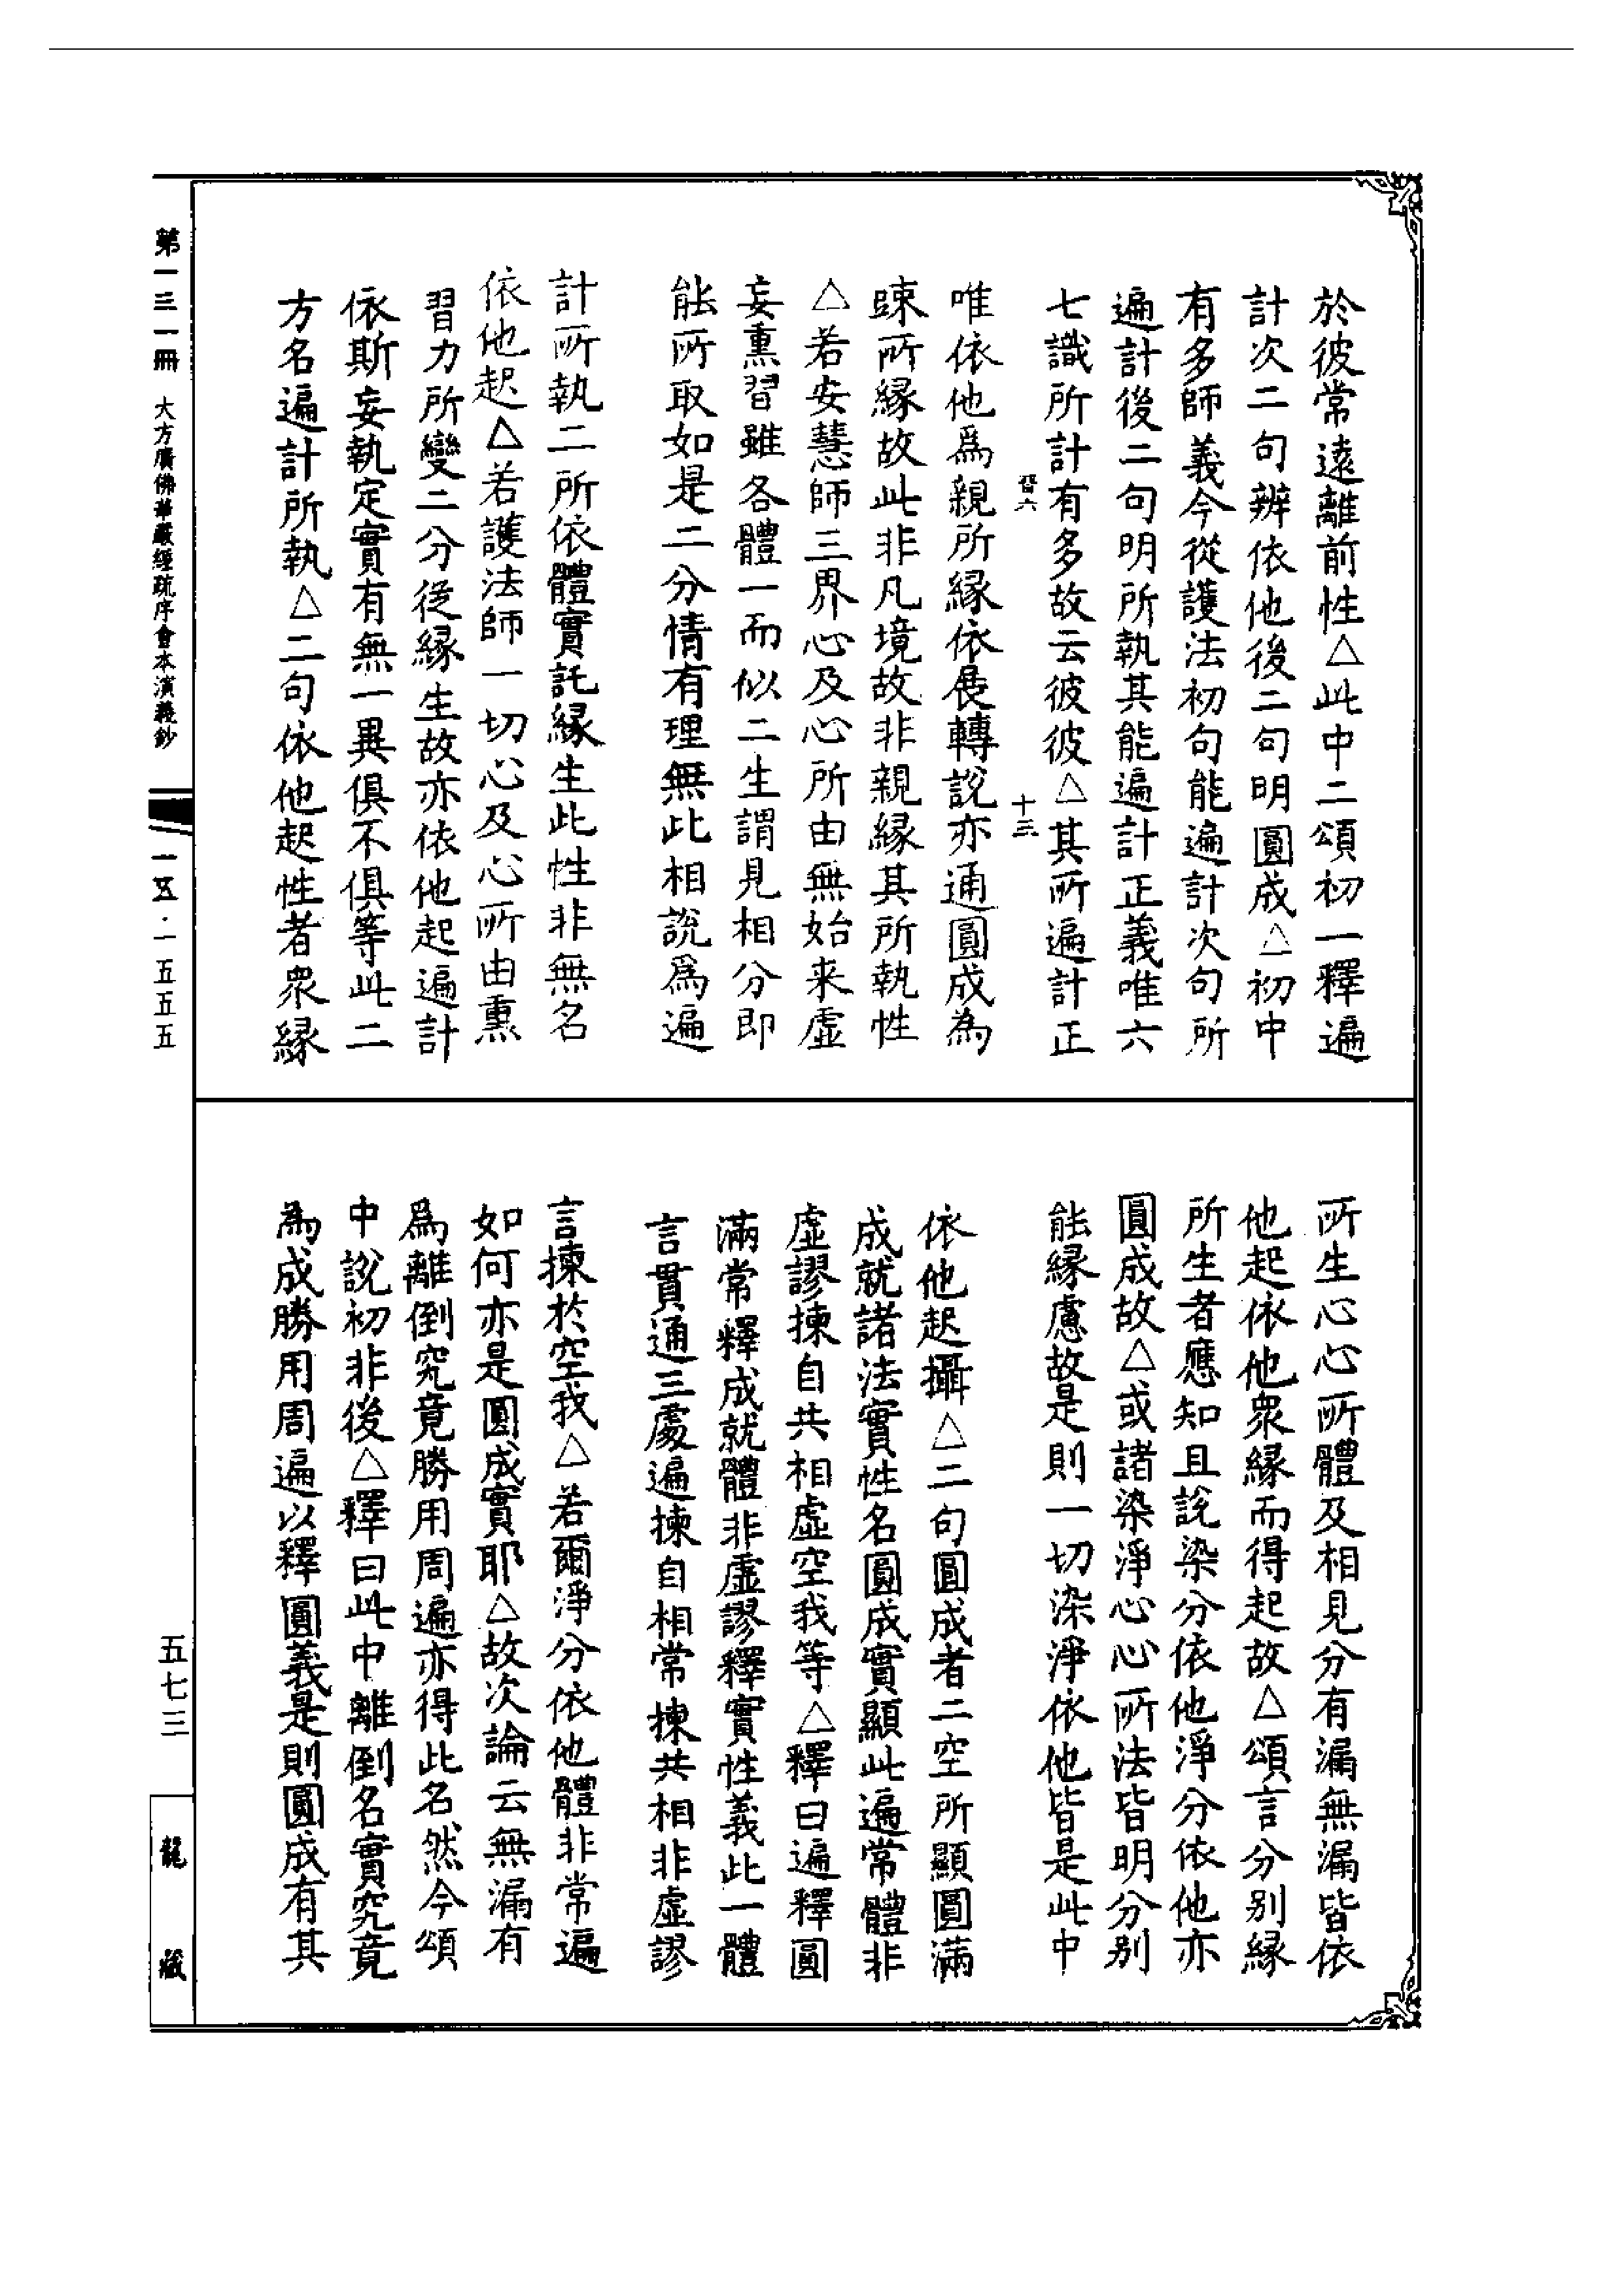 於彼常遠離前性△此中二頌初一釋遍
計次二句辨依他後二句明圓成△初中
有多師義今從護法初句能遍計次句所
遍計後二句明所執其能遍計正義唯六
七識所計有多故云彼彼△其所遍計正
十三
唯依他爲親所緣依展轉說亦通圓成為
踈所緣故此非凡境故非親緣其所執性
△若安慧師三界心及心所由無始来虛
妄熏習雖各體一而似二生謂見相分即
能所取如是二分情有理無此相說爲遍
計所執二所依體實託緣生此性非無名
依他起△若護法師一切心及心所由熏
習力所變二分從緣生故亦依他起遍計
依斯妄執定實有無一異俱不俱等此二
方名遍計所執△二句依他起性者衆緣
所生心心所體及相見分有漏無漏皆依
他起依他衆緣而得起故△頌言分别緣
所生者應知且說染分依他淨分依他亦
圓成故△或諸染淨心心所法皆明分别
能緣慮故是則一切染淨依他皆是此中
依他起攝△二句圓成者二空所顯圓滿
成就諸法實性名圓成實顯此遍常體非
虛謬揀自共相虛空我等△釋曰遍釋圓
滿常釋成就體非虛謬釋實性義此一體
言貫通三處遍揀自相常揀共相非虛謬
言揀於空我△若爾淨分依他體非常遍
如何亦是圓成實耶△故次論云無漏有
爲離倒究竟勝用周遍亦得此名然今頌
中說初非後△釋曰此中離倒名實究竟
為成勝用周遍以釋圓義是則圓成有其
第一三一冊 大方廣佛華嚴經疏序會本演義鈔
一五·一五五五
五七三
龍藏